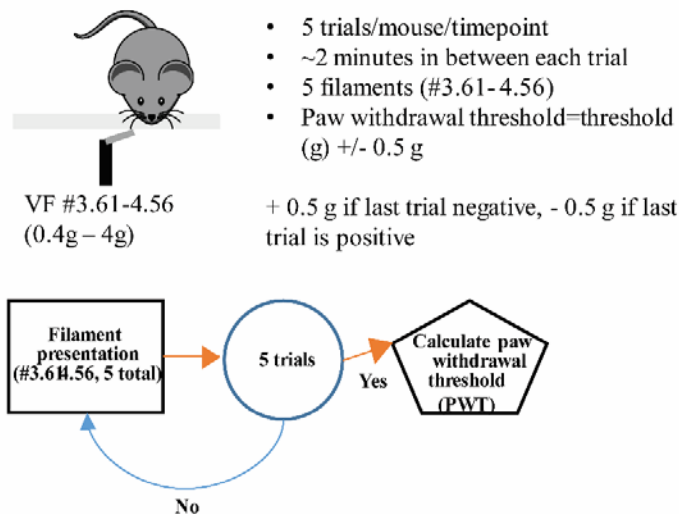 • 5 trials/mouse/timepoint
• ~2 minutes in between each trial
• 5 filaments (#3.61- 4.56)
• Paw withdrawal threshold=threshold
(g) +/- 0.5 g
VF #3.61-4.56
(0.4g – 4g)
+ 0.5 g if last trial negative, - 0.5 g if last
trial is positive
Filament
presentation
(#3.614.56, 5 total)
5 trials
Yes
Calculate paw
withdrawal
threshold
(PWT)
No